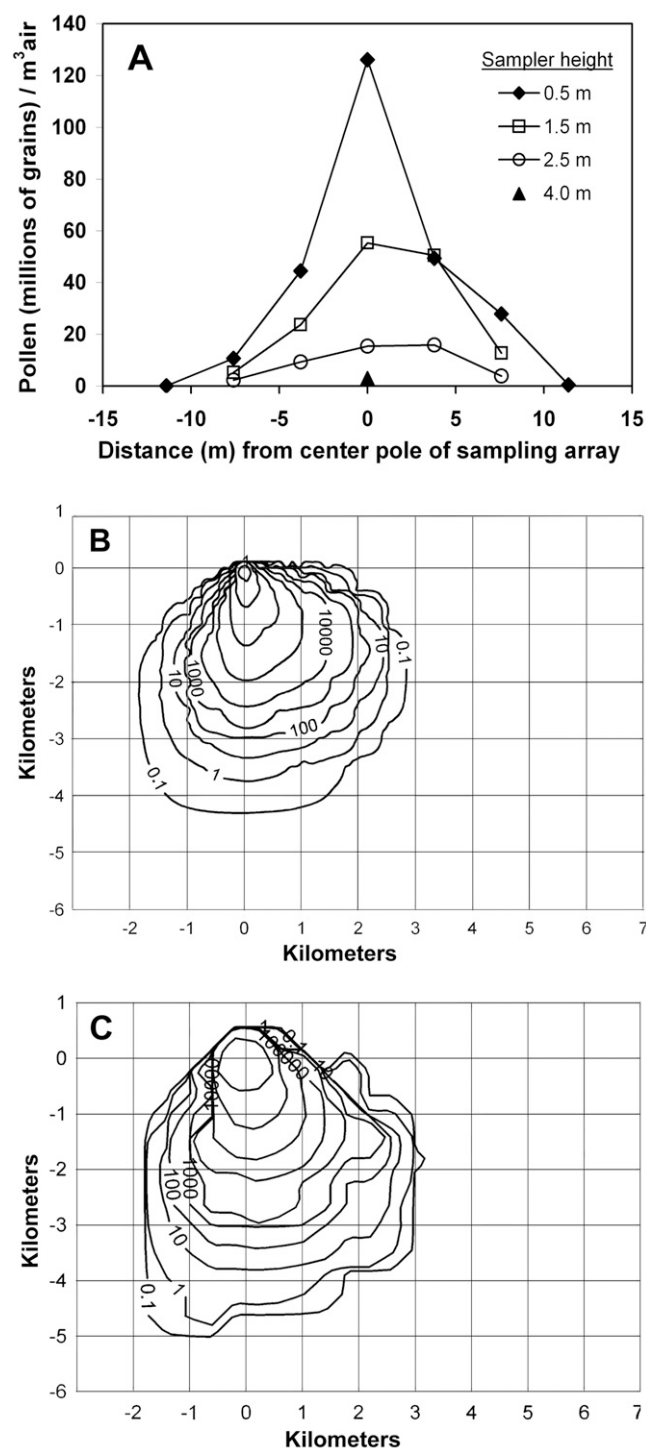 A
Pollen (millions of grains) / m³air
140
120
100
80
60
40
20
0
Sampler height
0.5 m
1.5 m
2.5 m
4.0 m
-15 -10 -5 0 5 10 15
Distance (m) from center pole of sampling array
B
Kilometers
1
0
-1
-2
-3
-4
-5
-6
10000
10
0.1
1000
10
100
1
0.1
-2 -1 0 1 2 3 4 5 6 7
Kilometers
C
Kilometers
1
0
-1
-2
-3
-4
-5
-6
1000
100
10
1
0.1
-2 -1 0 1 2 3 4 5 6 7
Kilometers